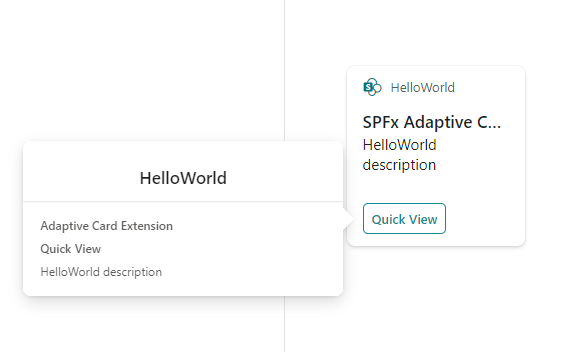 HelloWorld
SPFx Adaptive C...
HelloWorld
description
Quick View
HelloWorld
Adaptive Card Extension
Quick View
HelloWorld description